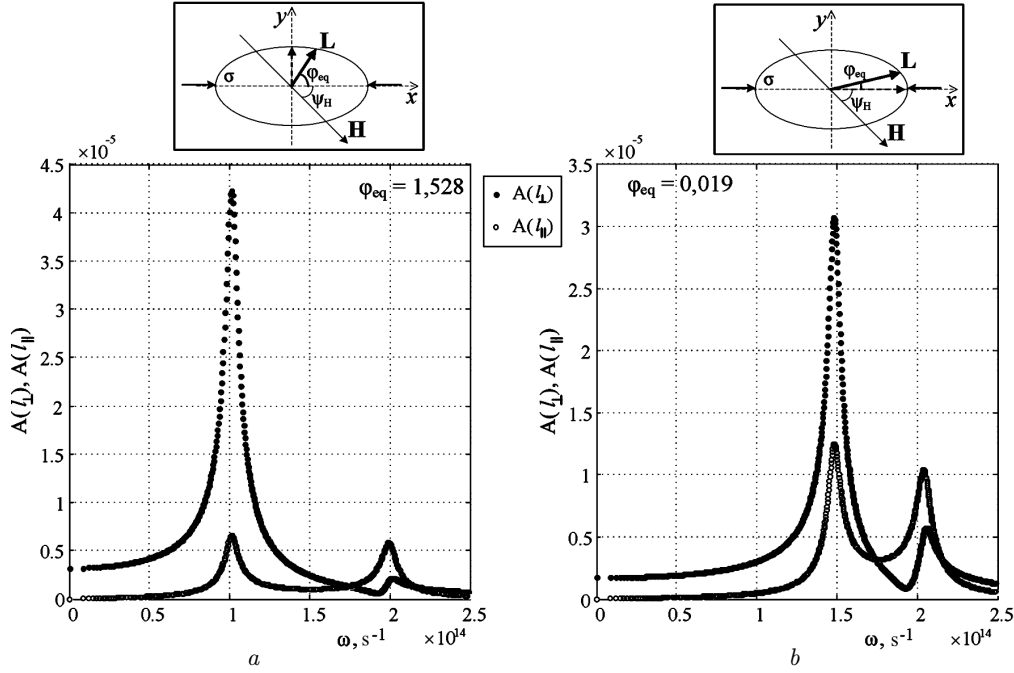 y
L
σ
φeq
ψH
x
H
×10⁻⁵
4.5
4
3.5
3
2.5
2
1.5
1
0.5
0
φeq = 1,528
A(l⊥), A(l∥)
0 0.5 1 1.5 2 2.5
ω, s⁻¹ ×10¹⁴
a
A(l⊥)
A(l∥)
y
L
σ
φeq
ψH
x
H
×10⁻⁵
3.5
3
2.5
2
1.5
1
0.5
0
φeq = 0,019
A(l⊥), A(l∥)
0 0.5 1 1.5 2 2.5
ω, s⁻¹ ×10¹⁴
b